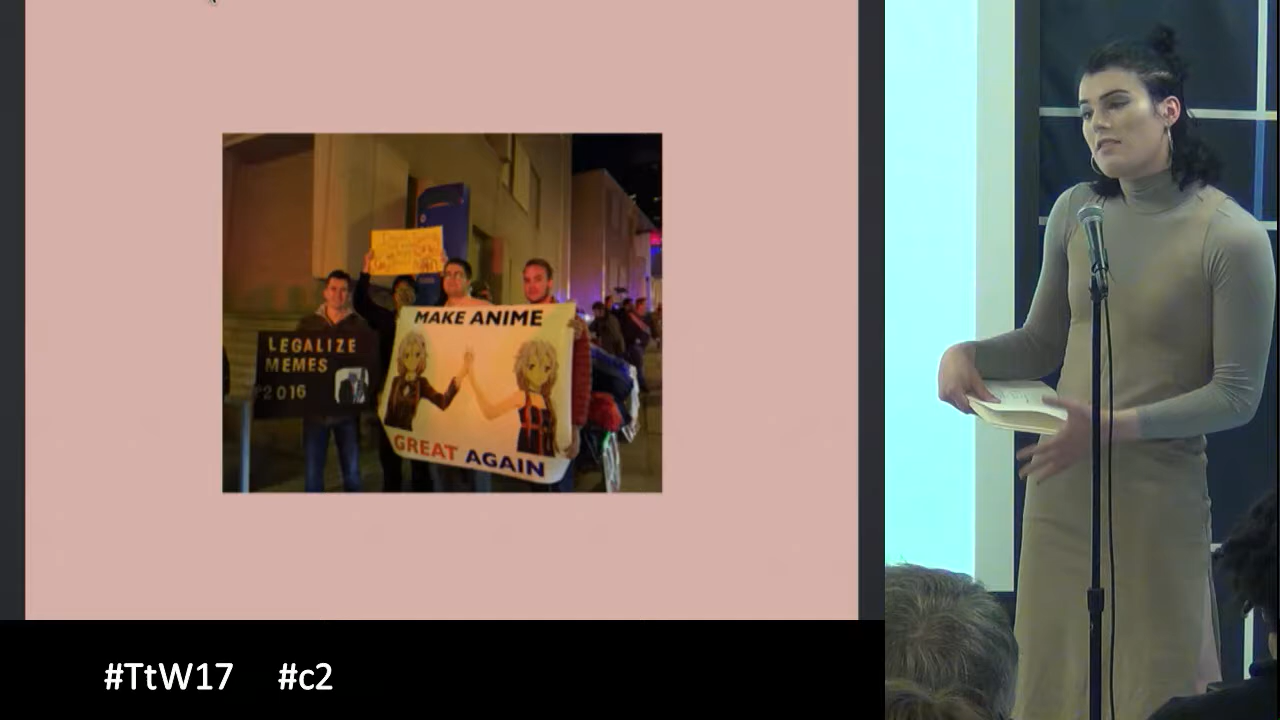 MAKE ANIME
LEGALIZE
MEMES
2016
GREAT AGAIN
#TtW17 #c2